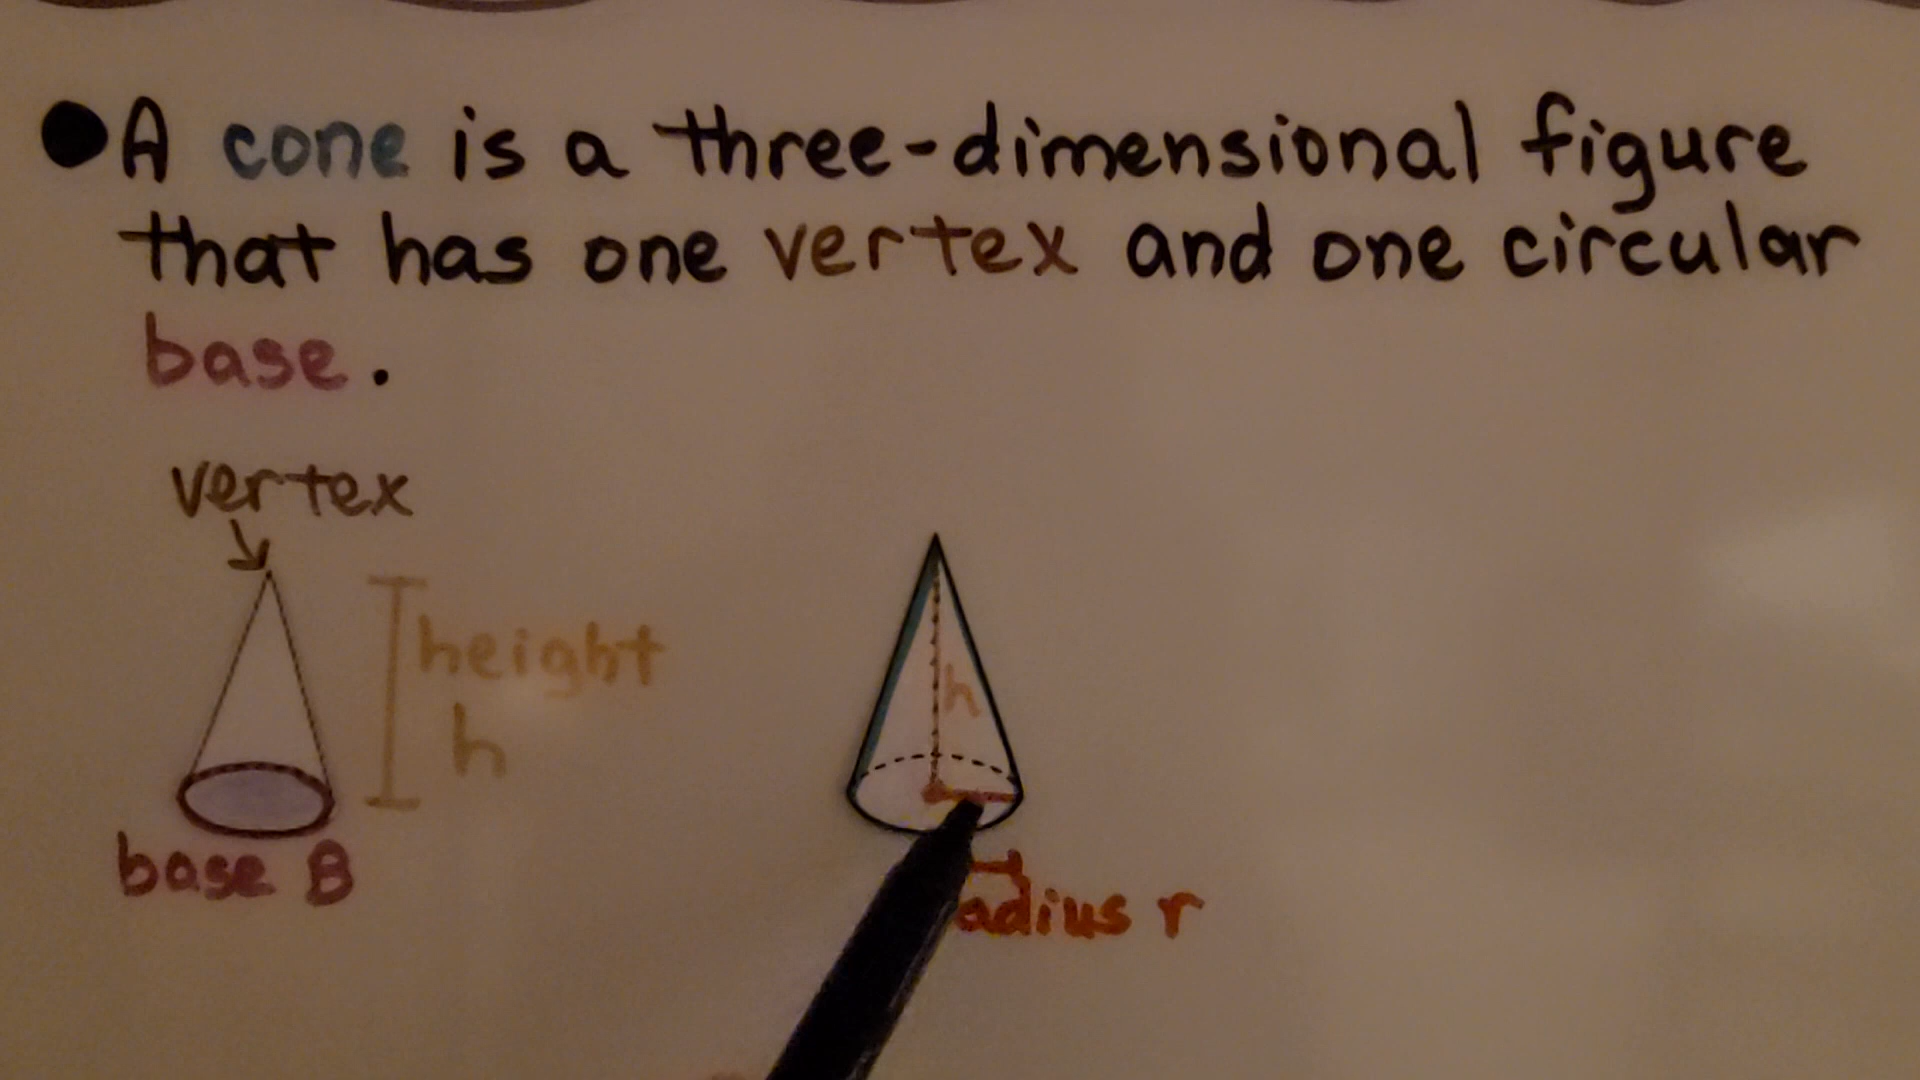 A cone is a three-dimensional figure
that has one vertex and one circular
base.
vertex
height
h
base B
h
adius r